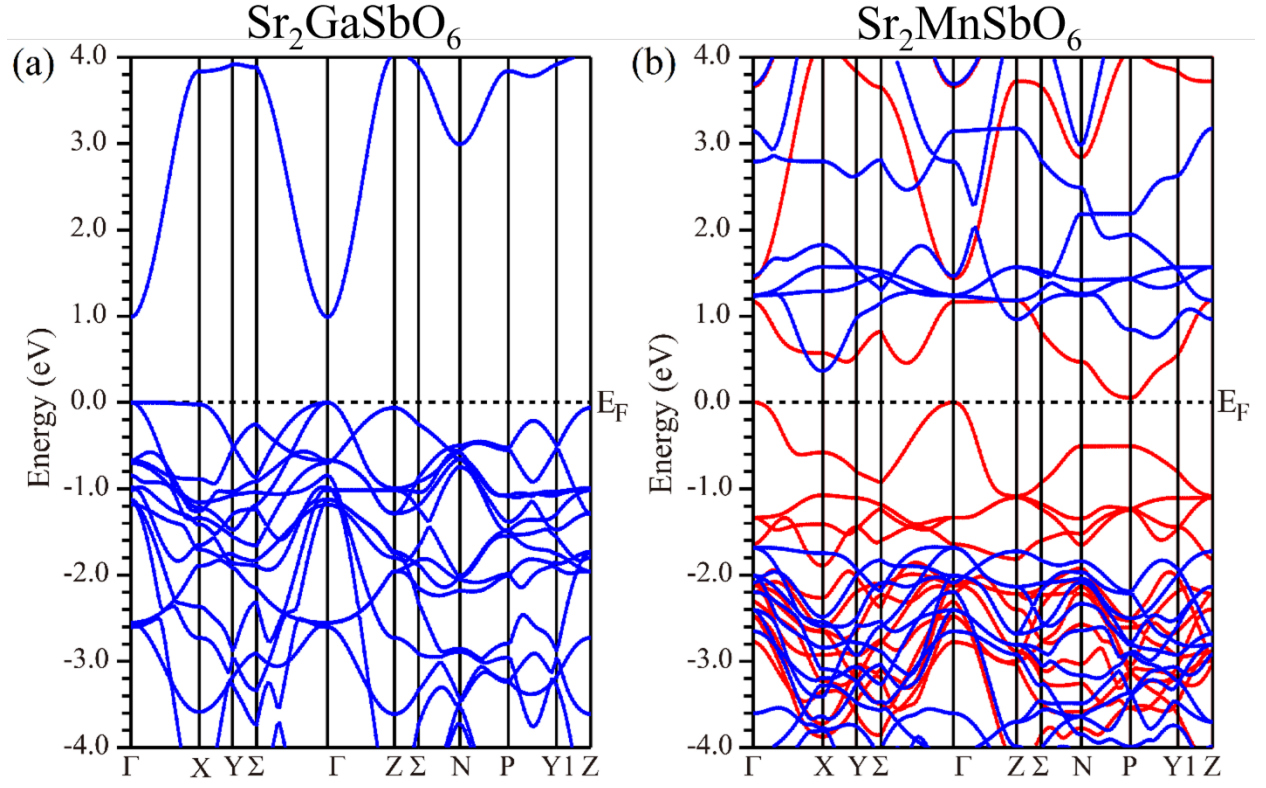 Sr₂GaSbO₆
Sr₂MnSbO₆
(a)
(b)
Energy (eV)
4.0
3.0
2.0
1.0
0.0
-1.0
-2.0
-3.0
-4.0
E_F
Γ X Y Σ Γ Z Σ N P Y1 Z
Energy (eV)
4.0
3.0
2.0
1.0
0.0
-1.0
-2.0
-3.0
-4.0
E_F
Γ X Y Σ Γ Z Σ N P Y1 Z